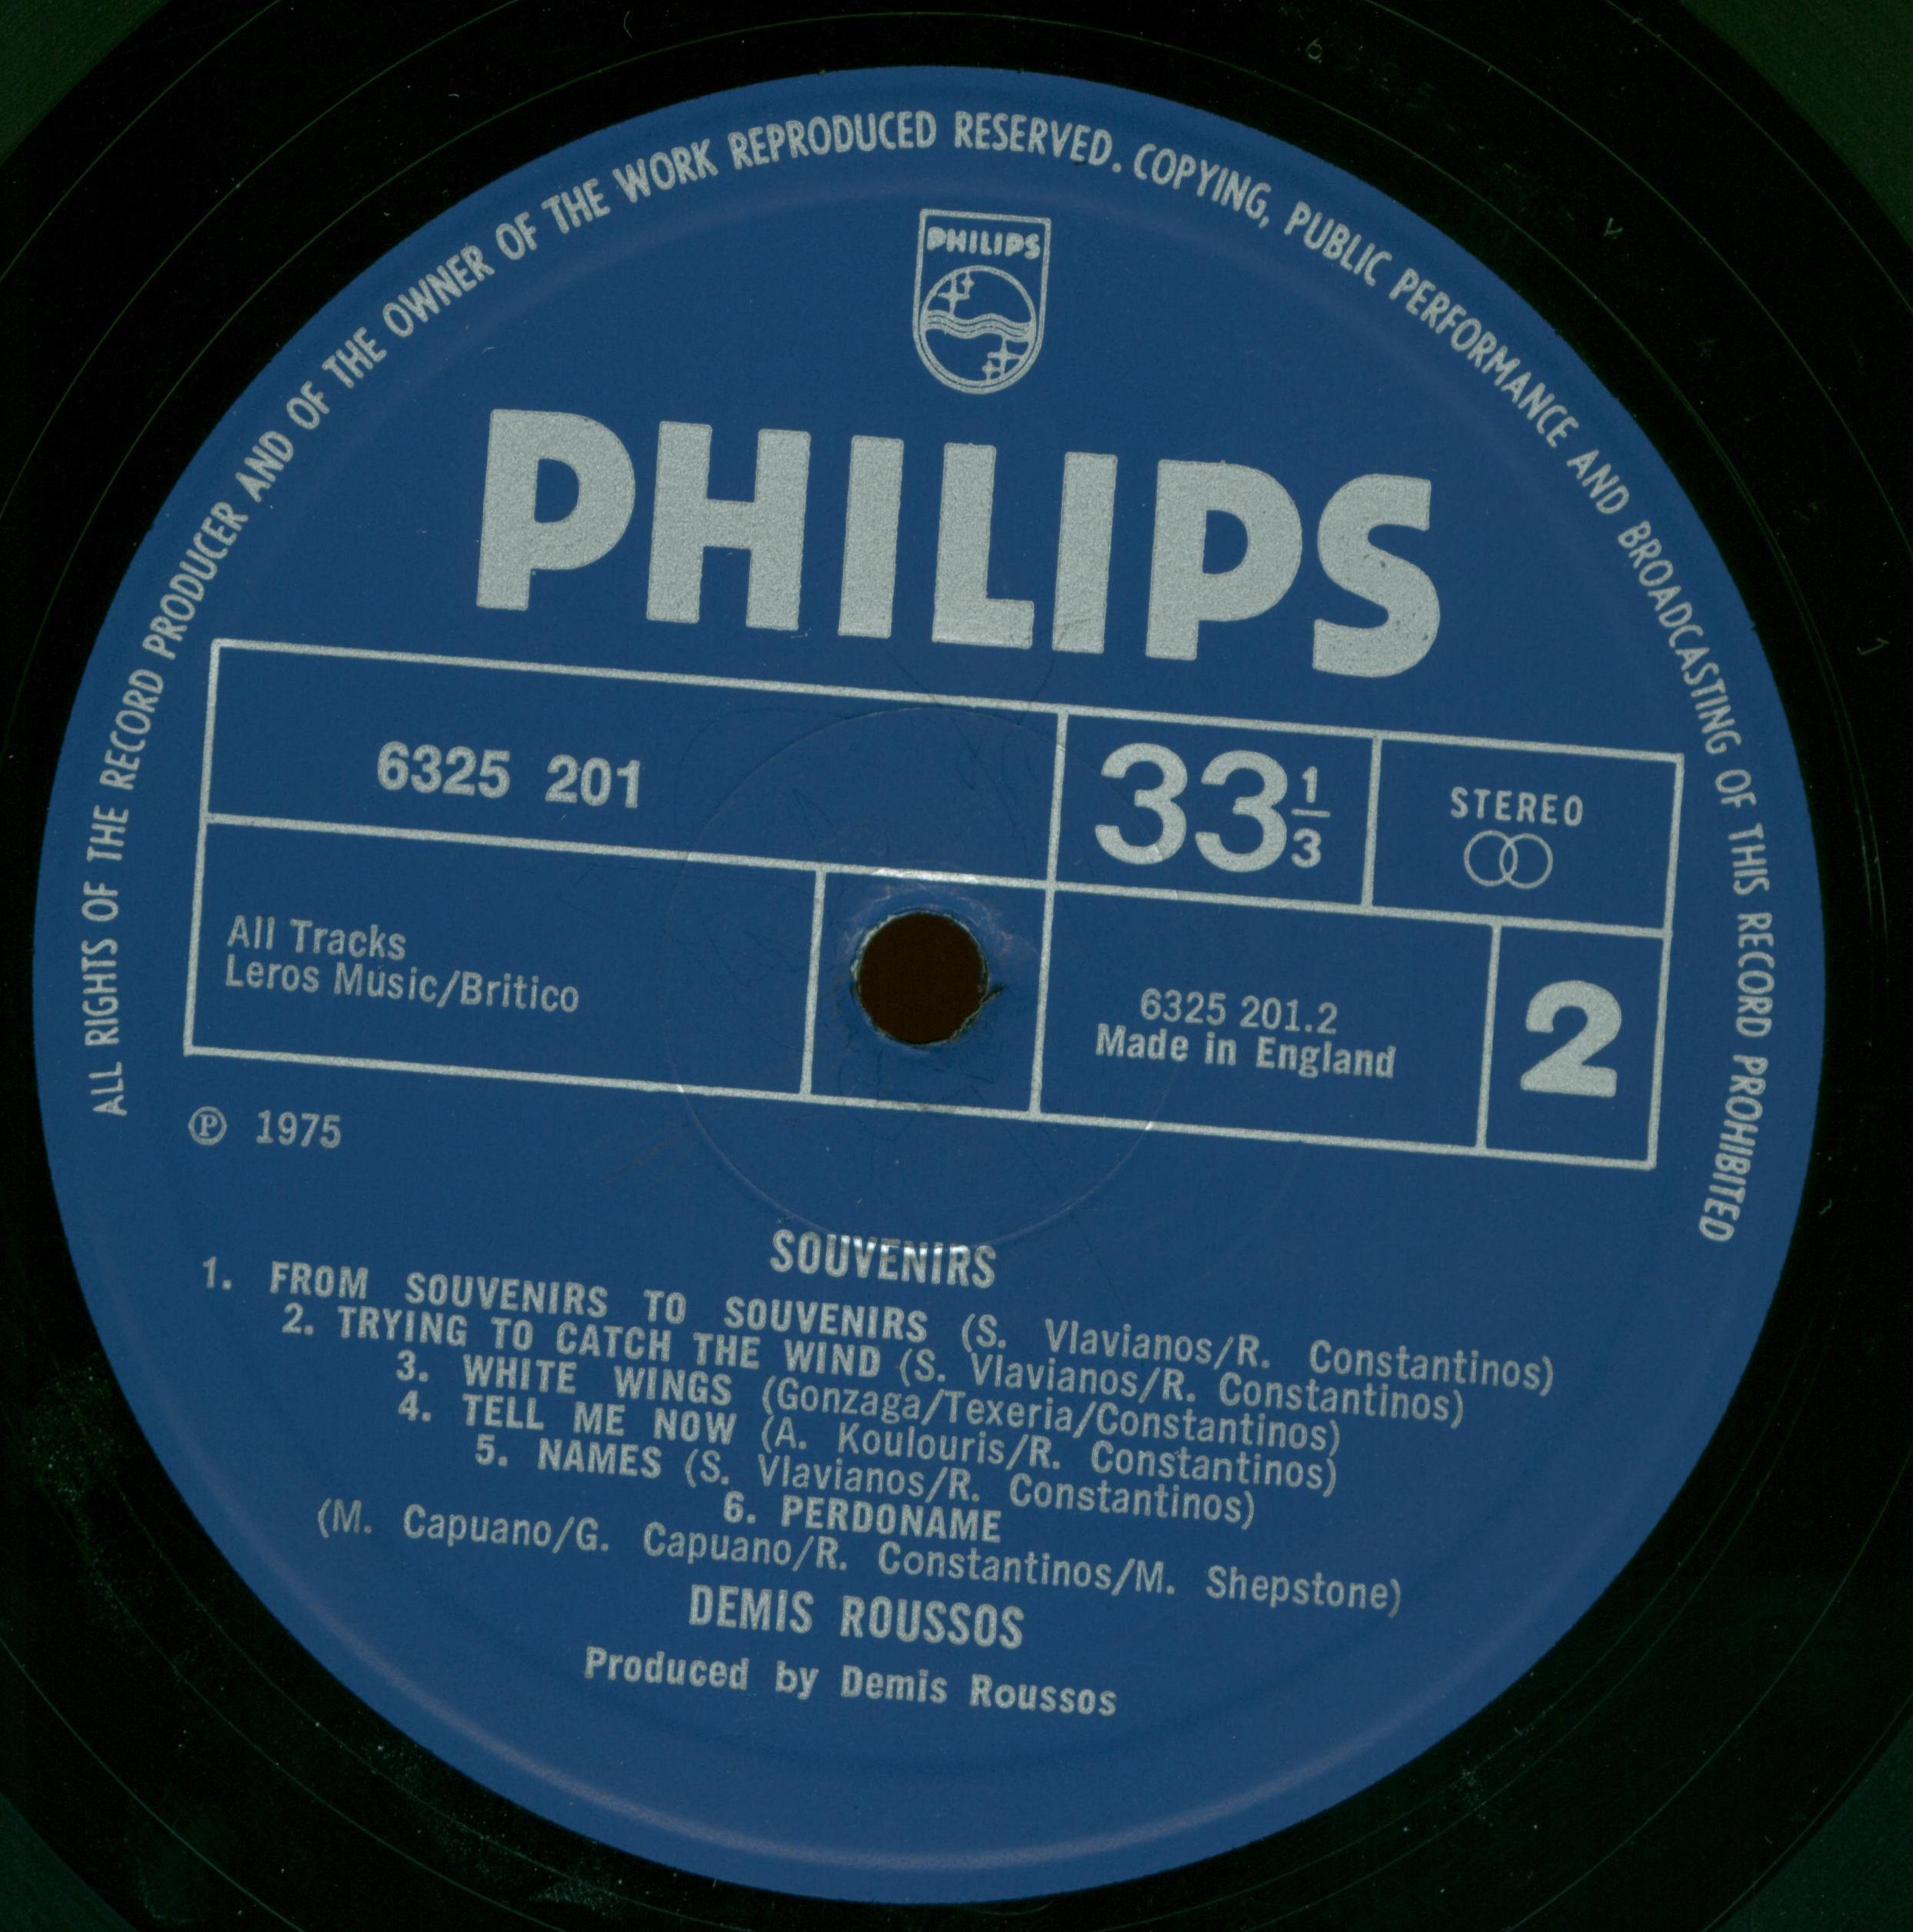 ALL RIGHTS OF THE RECORD PRODUCER AND OF THE OWNER OF THE WORK REPRODUCED RESERVED. COPYING, PUBLIC PERFORMANCE AND BROADCASTING OF THIS RECORD PROHIBITED
PHILIPS
PHILIPS
6325 201
33 1/3
STEREO
All Tracks
Leros Music/Britico
6325 201.2
Made in England
2
Ⓟ 1975
SOUVENIRS
1. FROM SOUVENIRS TO SOUVENIRS (S. Vlavianos/R. Constantinos)
2. TRYING TO CATCH THE WIND (S. Vlavianos/R. Constantinos)
3. WHITE WINGS (Gonzaga/Texeria/Constantinos)
4. TELL ME NOW (A. Koulouris/R. Constantinos)
5. NAMES (S. Vlavianos/R. Constantinos)
6. PERDONAME
(M. Capuano/G. Capuano/R. Constantinos/M. Shepstone)
DEMIS ROUSSOS
Produced by Demis Roussos